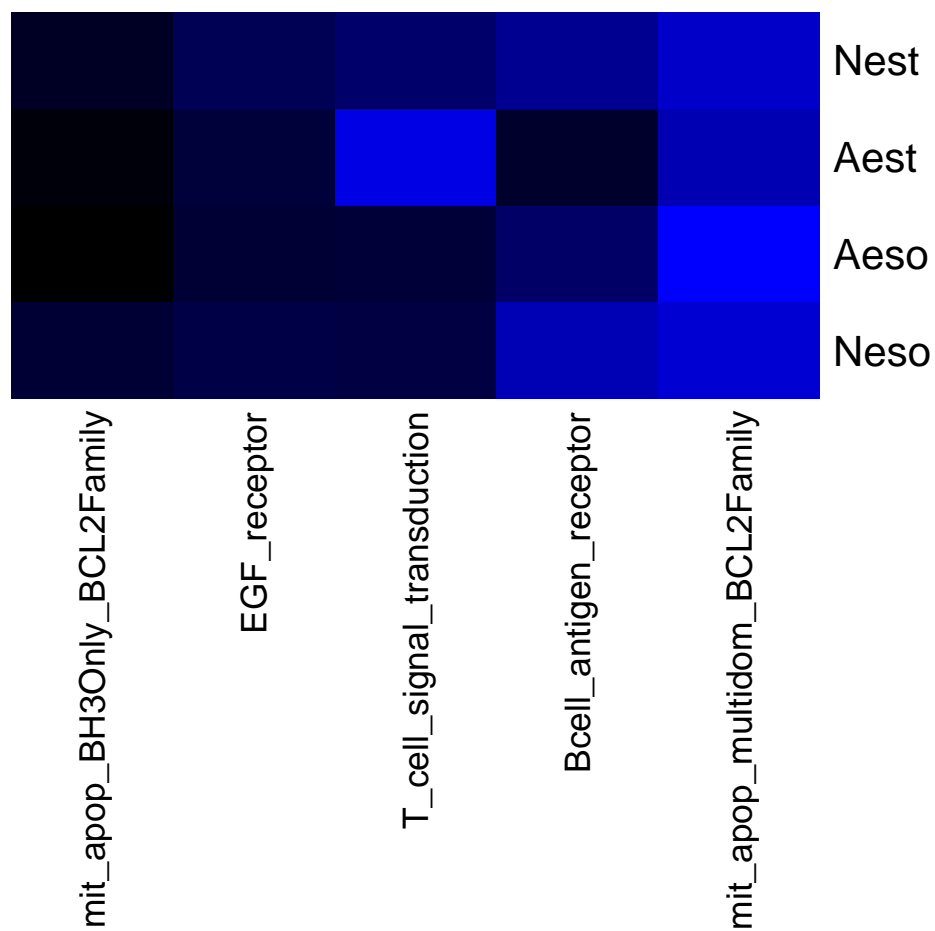 Nest
Aest
Aeso
Neso
mit_apop_BH3Only_BCL2Family
EGF_receptor
T_cell_signal_transduction
Bcell_antigen_receptor
mit_apop_multidom_BCL2Family